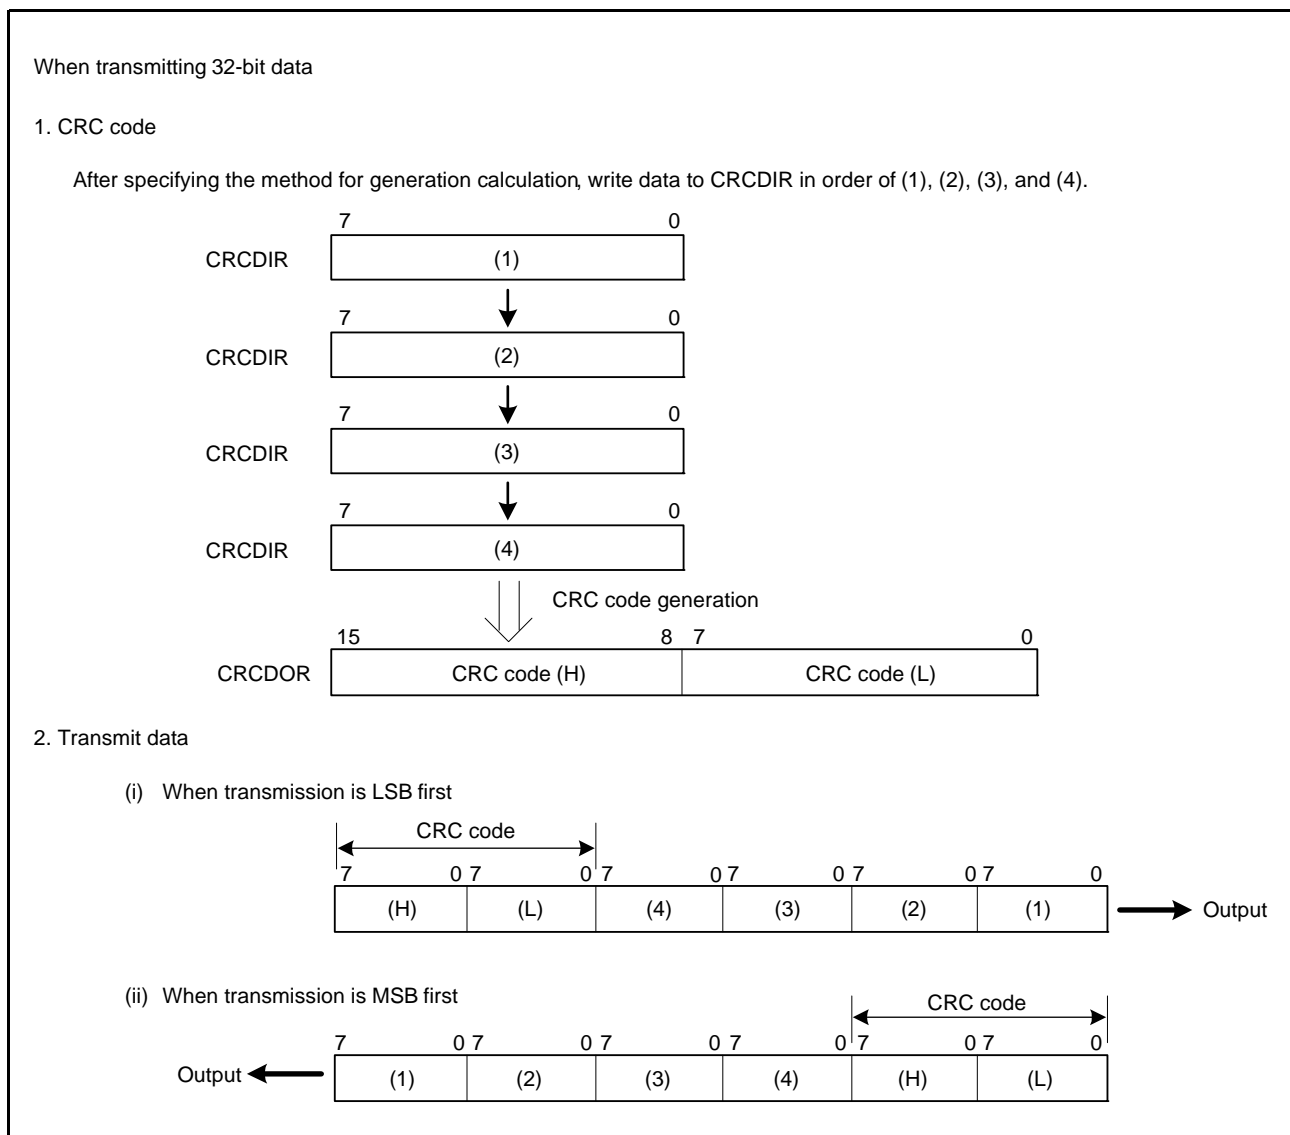 When transmitting 32-bit data
1. CRC code
After specifying the method for generation calculation, write data to CRCDIR in order of (1), (2), (3), and (4).
7 0
CRCDIR (1)
7 0
CRCDIR (2)
7 0
CRCDIR (3)
7 0
CRCDIR (4)
CRC code generation
15 8 7 0
CRCDOR CRC code (H) CRC code (L)
2. Transmit data
(i) When transmission is LSB first
CRC code
7 0 7 0 7 0 7 0 7 0 7 0
(H) (L) (4) (3) (2) (1) Output
(ii) When transmission is MSB first
CRC code
7 0 7 0 7 0 7 0 7 0 7 0
Output (1) (2) (3) (4) (H) (L)